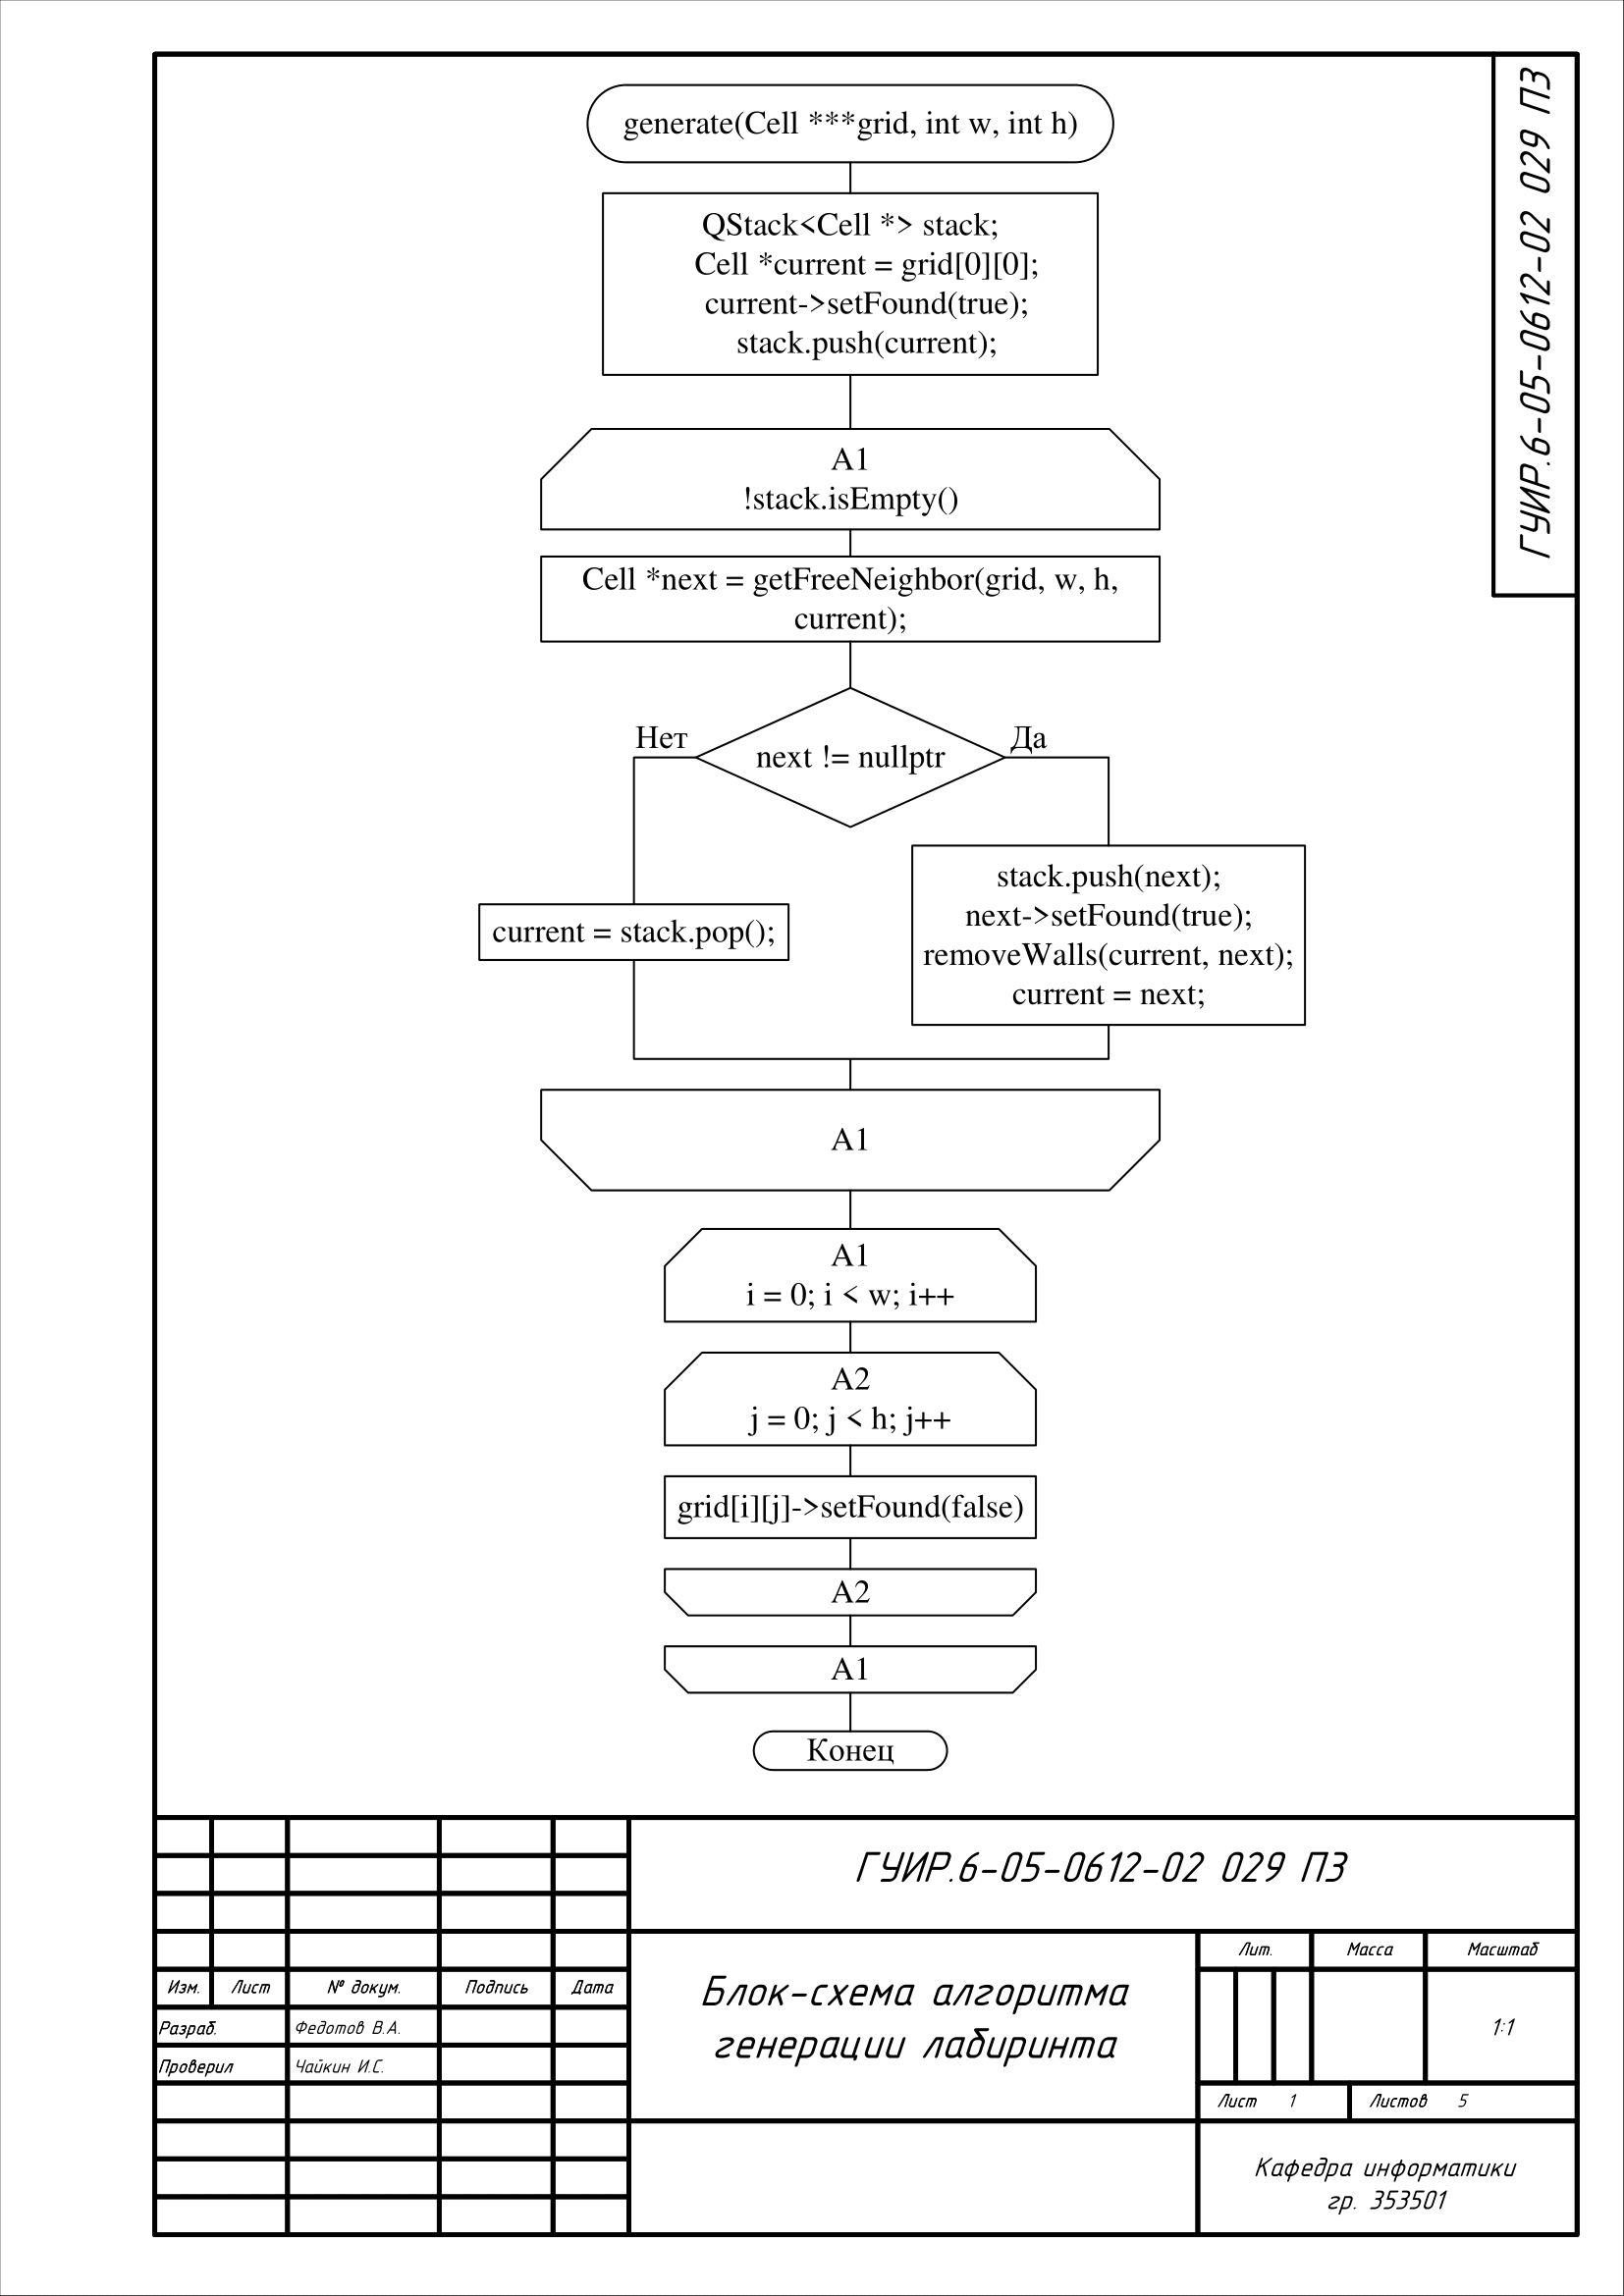 ГУИР.6-05-0612-02 029 ПЗ
generate(Cell ***grid, int w, int h)
QStack<Cell *> stack;
Cell *current = grid[0][0];
current->setFound(true);
stack.push(current);
A1
!stack.isEmpty()
Cell *next = getFreeNeighbor(grid, w, h,
current);
Нет
next != nullptr
Да
current = stack.pop();
stack.push(next);
next->setFound(true);
removeWalls(current, next);
current = next;
A1
A1
i = 0; i < w; i++
A2
j = 0; j < h; j++
grid[i][j]->setFound(false)
A2
A1
Конец
ГУИР.6-05-0612-02 029 ПЗ
Изм. Лист № докум. Подпись Дата
Разраб. Федотов В.А.
Проверил Чайкин И.С.
Блок-схема алгоритма
генерации лабиринта
Лит. Масса Масштаб
1:1
Лист 1 Листов 5
Кафедра информатики
гр. 353501